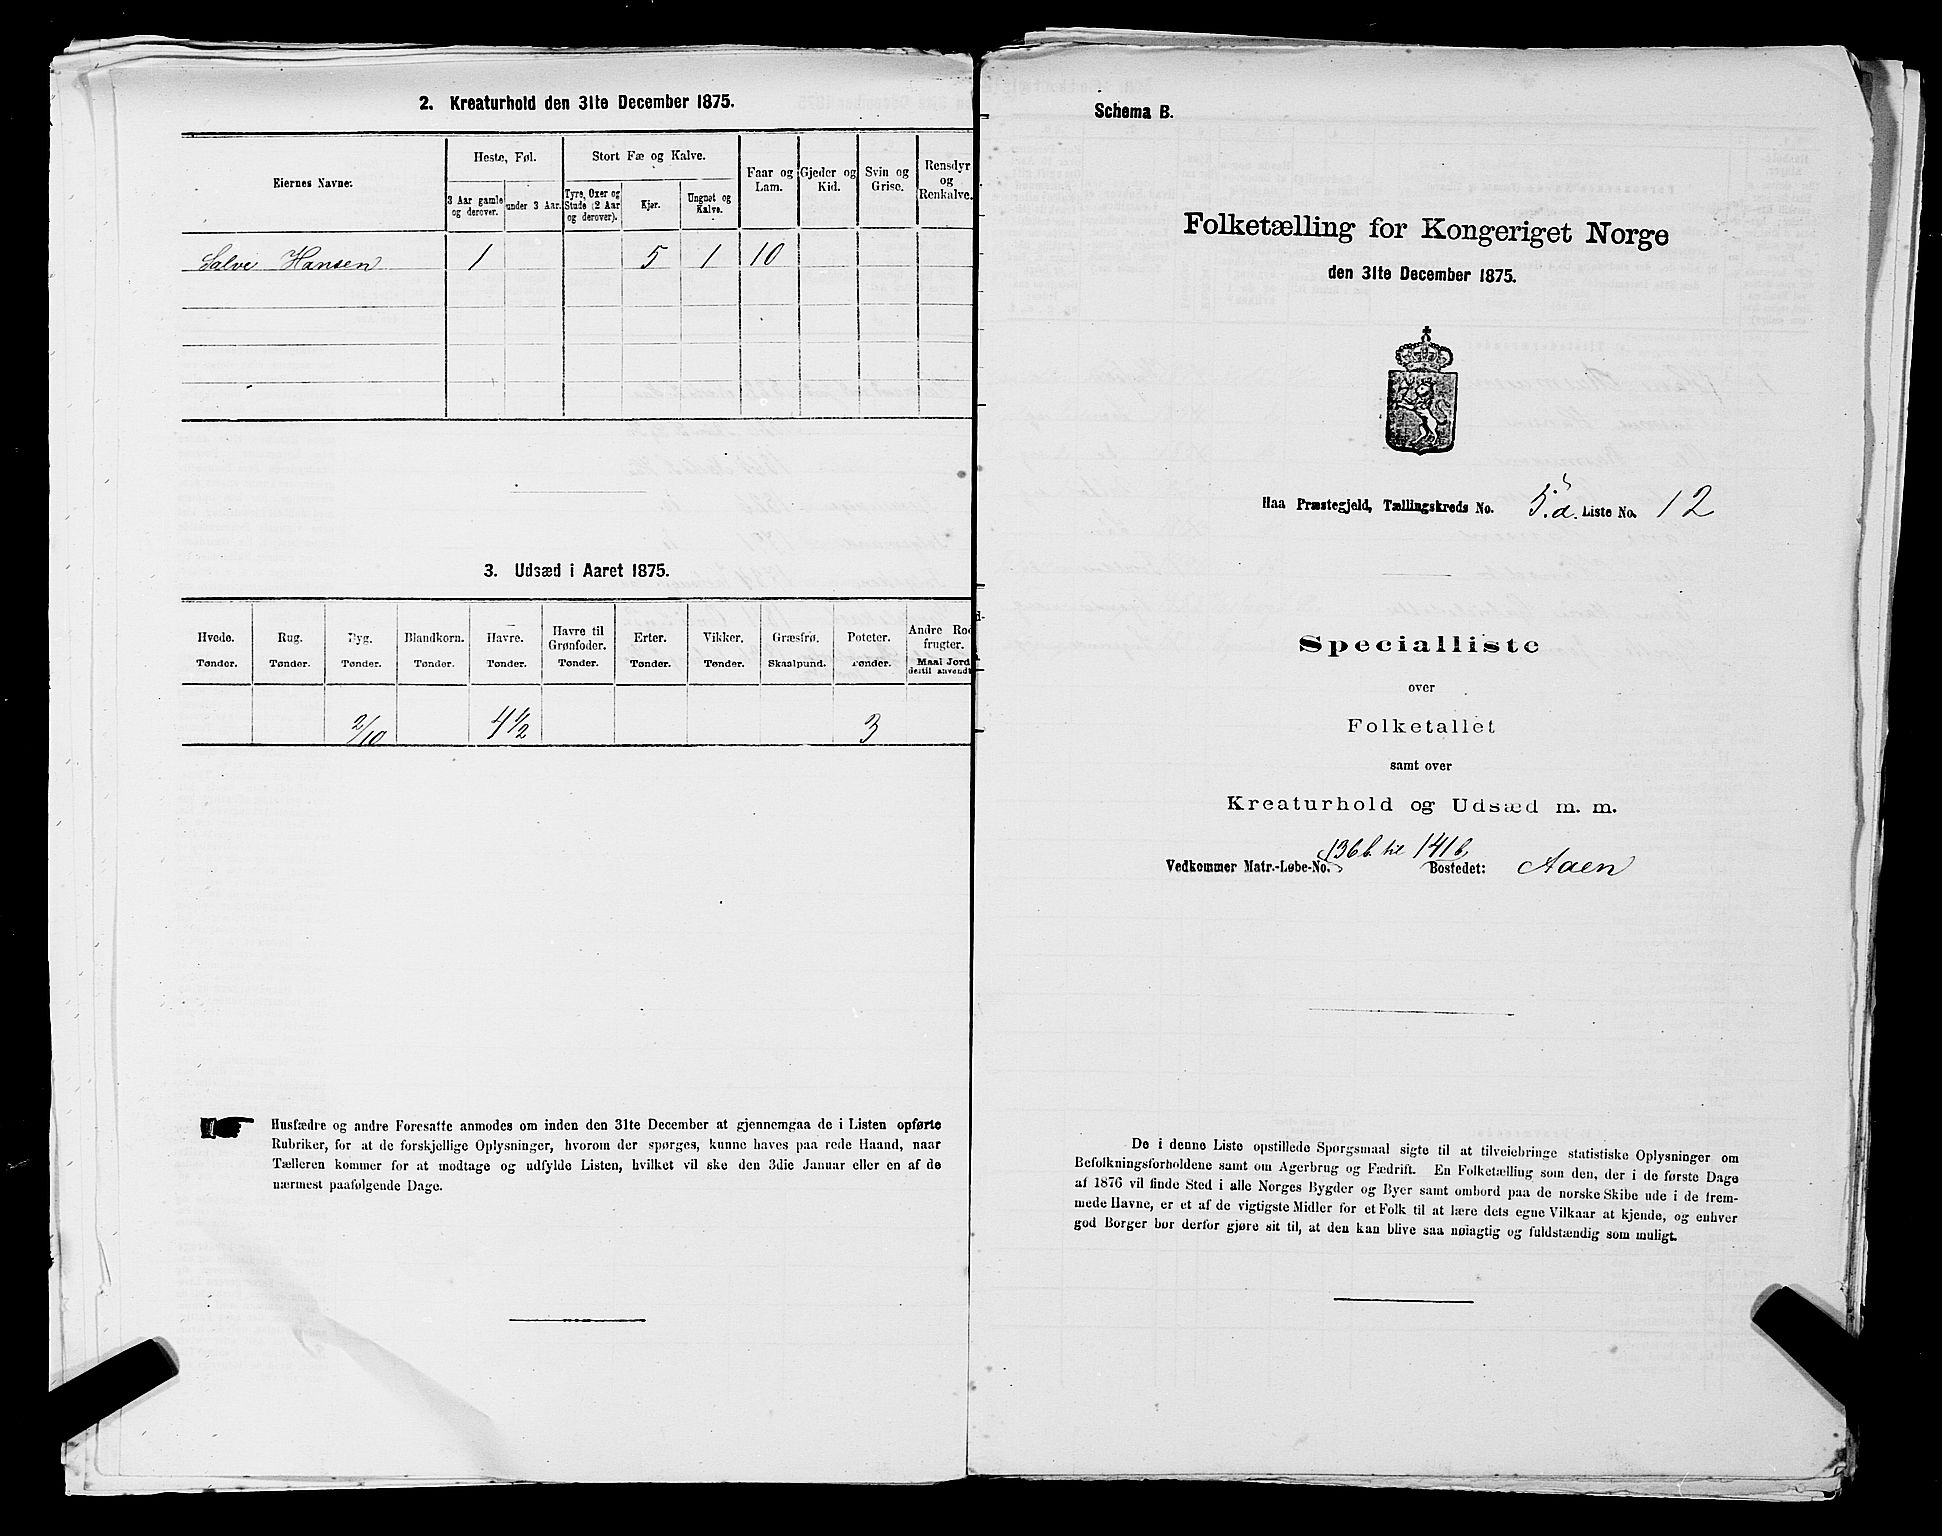 2. Kreaturhold den 31te December 1875.
Eiernes Navne.
Heste, Føl.
Stort Fæ og Kalve.
Faar og Lam.
Gjeder og Kid.
Svin og Grise.
Rensdyr og Renkalve.
3 Aar gamle og derover.
under 3 Aar.
Tyre, Oxer og Stude (2 Aar og derover).
Kjør.
Ungnøt og Kalve.
Salve Hansen 1 5 1 10
3. Udsæd i Aaret 1875.
Hvede. Rug. Byg. Blandkorn. Havre. Havre til Grønfoder. Erter. Vikker. Græsfrø. Poteter. Andre Rodfrugter.
Tønder. Tønder. Tønder. Tønder. Tønder. Tønder. Tønder. Tønder. Skaalpund. Tønder. Maal Jord dertil anvendt
2/10 4 1/2 3
Husfædre og andre Foresatte anmodes om inden den 31te December at gjennemgaa de i Listen opførte
Rubriker, for at de forskjellige Oplysninger, hvorom der spørges, kunne haves paa rede Haand, naar
Tælleren kommer for at modtage og udfylde Listen, hvilket vil ske den 3die Januar eller en af de
nærmest paafølgende Dage.
Schema B.
Folketælling for Kongeriget Norge
den 31te December 1875.
Haa Præstegjeld, Tællingskreds No. 5.a. Liste No. 12
Specialliste
over
Folketallet
samt over
Kreaturhold og Udsæd m. m.
Vedkommer Matr.-Løbe-No. 136b til 141b Bostedet: Aaen
De i denne Liste opstillede Spørgsmaal sigte til at tilveiebringe statistiske Oplysninger om
Befolkningsforholdene samt om Agerbrug og Fædrift. En Folketælling som den, der i de første Dage
af 1876 vil finde Sted i alle Norges Bygder og Byer samt ombord paa de norske Skibe ude i de frem-
mede Havne, er et af de vigtigste Midler for et Folk til at lære dets egne Vilkaar at kjende, og enhver
god Borger bør derfor gjøre sit til, at den kan blive saa nøiagtig og fuldstændig som muligt.